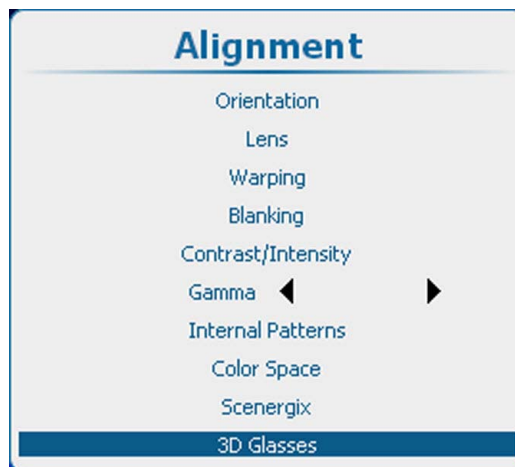 Alignment
Orientation
Lens
Warping
Blanking
Contrast/Intensity
Gamma
Internal Patterns
Color Space
Scenergix
3D Glasses